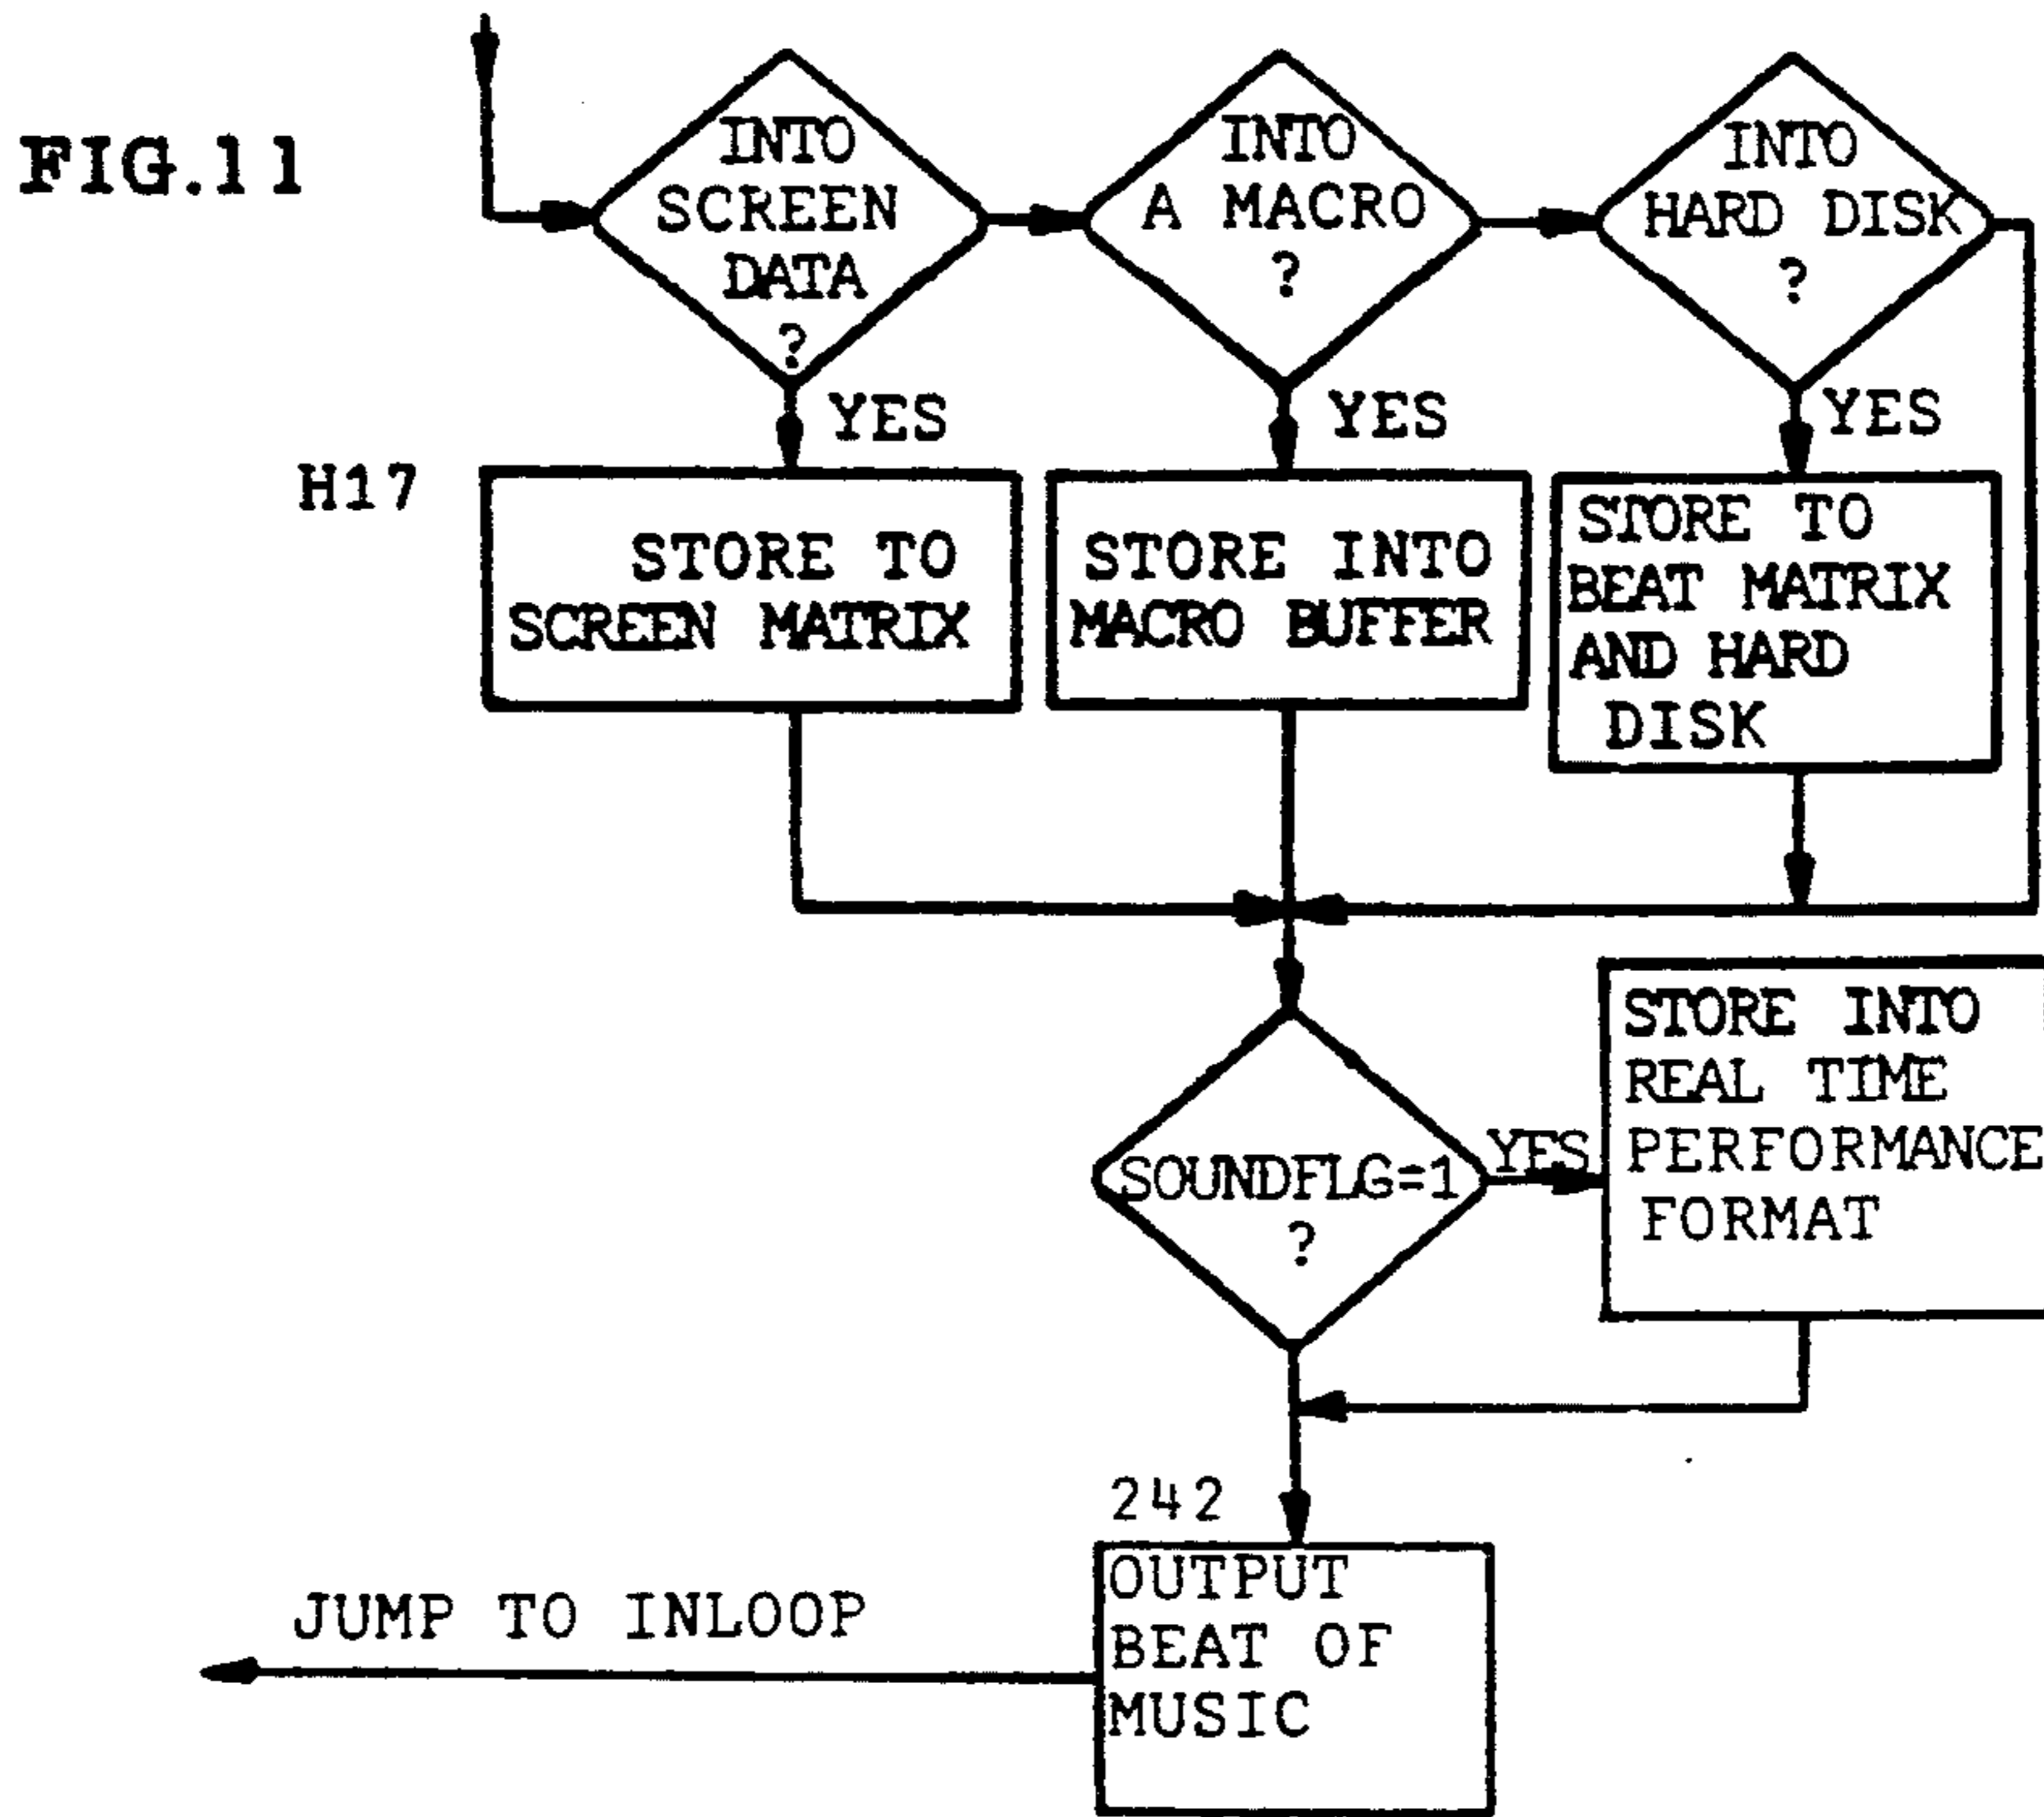 FIG.11
INTO
SCREEN
DATA
?
INTO
A MACRO
?
INTO
HARD DISK
?
YES
YES
YES
H17
STORE TO
SCREEN MATRIX
STORE INTO
MACRO BUFFER
STORE TO
BEAT MATRIX
AND HARD
DISK
SOUNDFLG=1
?
YES
STORE INTO
REAL TIME
PERFORMANCE
FORMAT
242
OUTPUT
BEAT OF
MUSIC
JUMP TO INLOOP